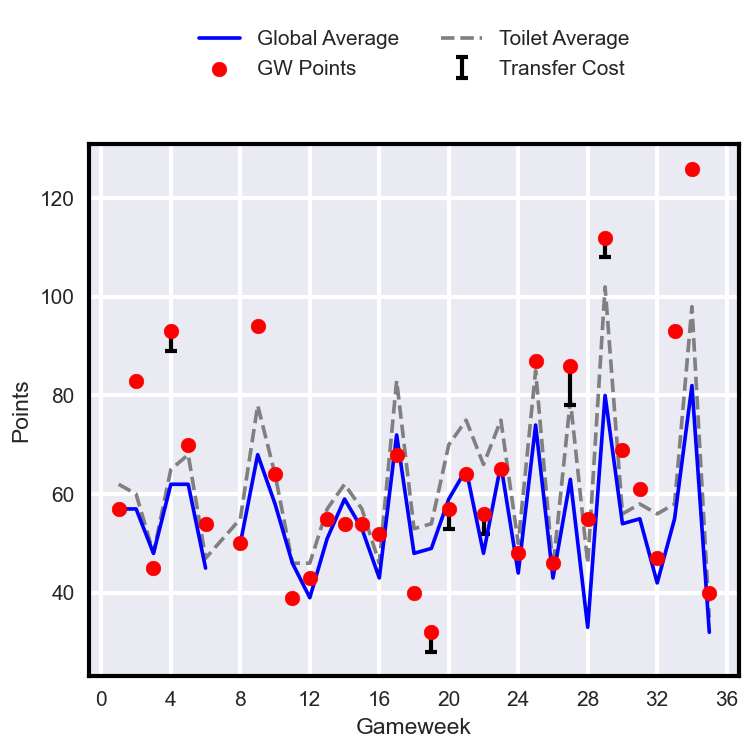 Global Average
Toilet Average
GW Points
Transfer Cost
120
100
80
60
40
Points
0 4 8 12 16 20 24 28 32 36
Gameweek